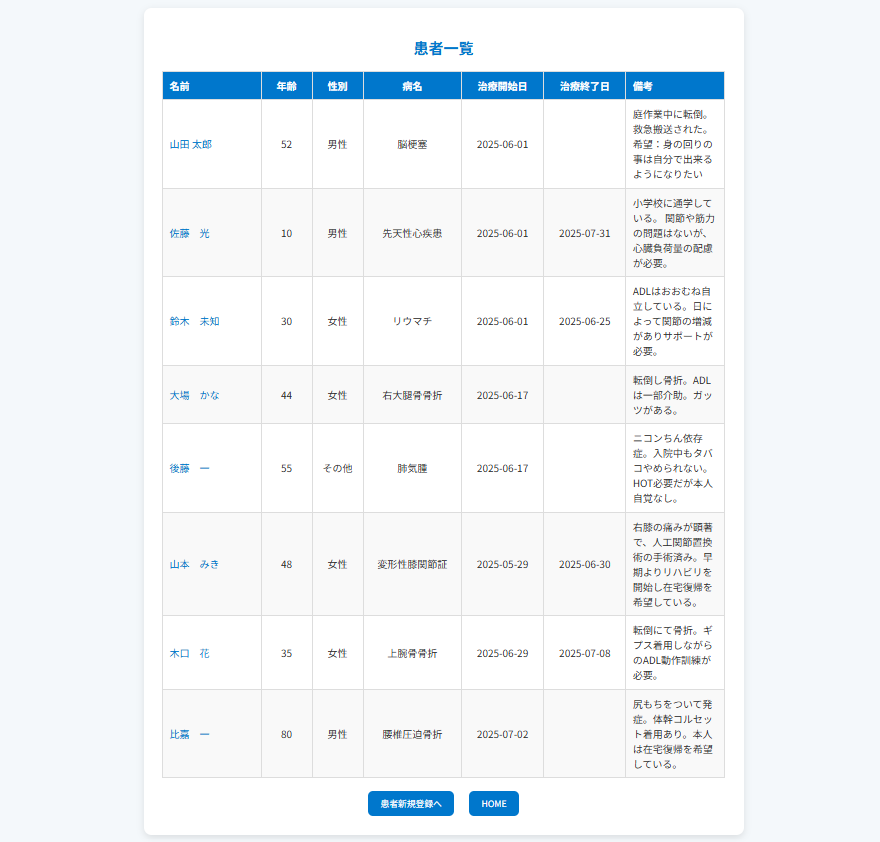 患者一覧
名前 年齢 性別 病名 治療開始日 治療終了日 備考
山田 太郎 52 男性 脳梗塞 2025-06-01
庭作業中に転倒。
救急搬送された。
希望：身の回りの
事は自分で出来る
ようになりたい
佐藤　光 10 男性 先天性心疾患 2025-06-01 2025-07-31
小学校に通学して
いる。 関節や筋力
の問題はないが、
心臓負荷量の配慮
が必要。
鈴木　未知 30 女性 リウマチ 2025-06-01 2025-06-25
ADLはおおむね自
立している。日に
よって関節の増減
がありサポートが
必要。
大場　かな 44 女性 右大腿骨骨折 2025-06-17
転倒し骨折。ADL
は一部介助。ガッ
ツがある。
後藤　一 55 その他 肺気腫 2025-06-17
ニコンちん依存
症。入院中もタバ
コやめられない。
HOT必要だが本人
自覚なし。
山本　みき 48 女性 変形性膝関節証 2025-05-29 2025-06-30
右膝の痛みが顕著
で、人工関節置換
術の手術済み。早
期よりリハビリを
開始し在宅復帰を
希望している。
木口　花 35 女性 上腕骨骨折 2025-06-29 2025-07-08
転倒にて骨折。ギ
プス着用しながら
のADL動作訓練が
必要。
比嘉　一 80 男性 腰椎圧迫骨折 2025-07-02
尻もちをついて発
症。体幹コルセッ
ト着用あり。本人
は在宅復帰を希望
している。
患者新規登録へ HOME